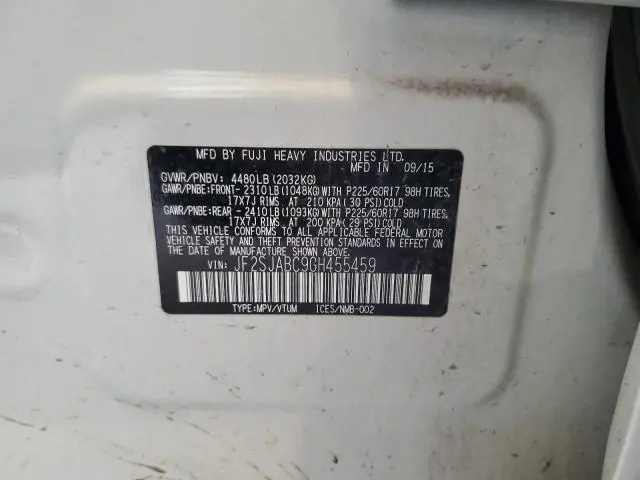 MFD BY FUJI HEAVY INDUSTRIES LTD.
MFD IN 09/15
GVWR/PNBV: 4480LB(2032KG)
GAWR/PNBE:FRONT- 2310LB(1048KG)WITH P225/60R17 98H TIRES,
17X7J RIMS AT 210 KPA( 30 PSI)COLD
GAWR/PNBE:REAR - 2410LB(1093KG)WITH P225/60R17 98H TIRES,
17X7J RIMS AT 200 KPA( 29 PSI)COLD
THIS VEHICLE CONFORMS TO ALL APPLICABLE FEDERAL MOTOR
VEHICLE SAFETY AND THEFT PREVENTION STANDARDS IN EFFECT ON
THE DATE OF MANUFACTURE SHOWN ABOVE.
VIN: JF2SJABC9GH455459
TYPE:MPV/VTUM ICES/NMB-002